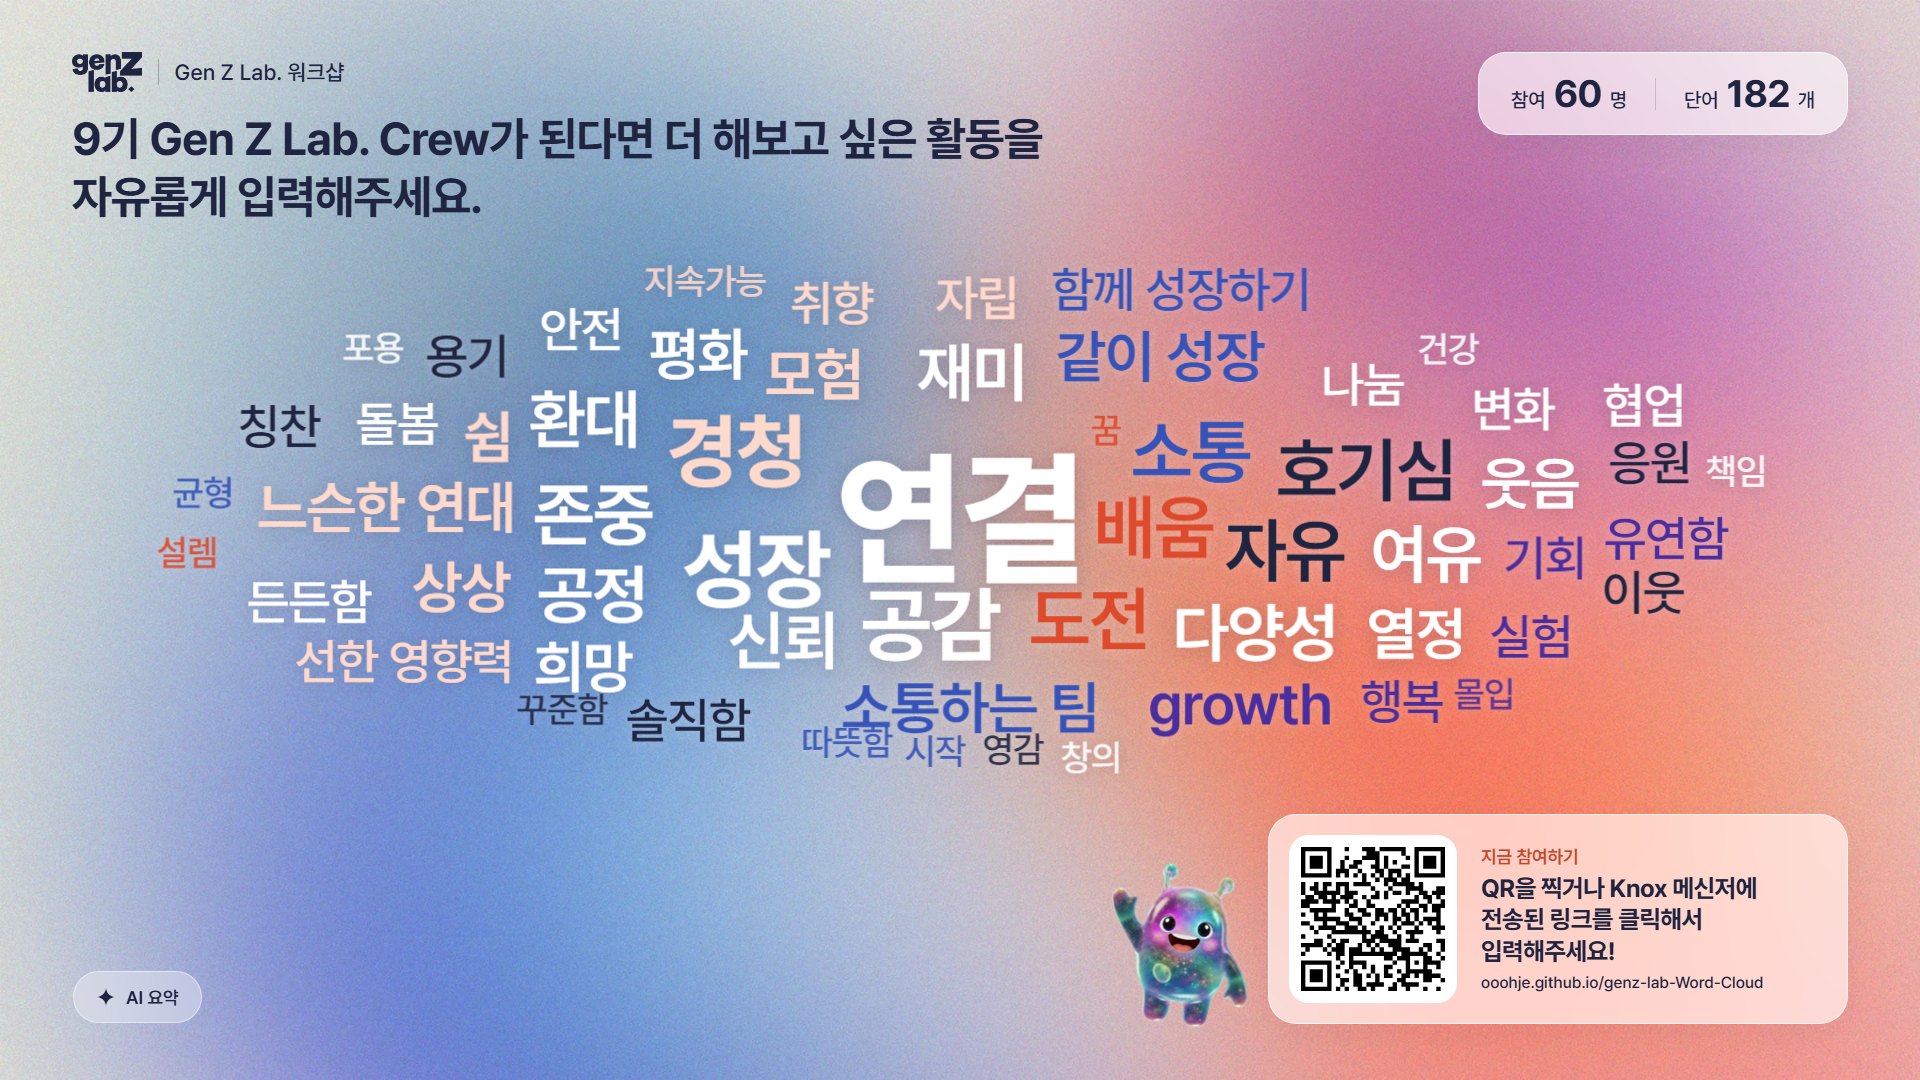 genZ lab.
Gen Z Lab. 워크샵
참여 60 명
단어 182 개
9기 Gen Z Lab. Crew가 된다면 더 해보고 싶은 활동을
자유롭게 입력해주세요.
지속가능 취향 자립 함께 성장하기
포용 용기 안전 평화 모험 재미 같이 성장 나눔 건강
칭찬 돌봄 쉼 환대 경청 꿈 소통 호기심 변화 협업
균형 느슨한 연대 존중 연결 배움 웃음 응원 책임
설렘 성장 자유 여유 기회 유연함
든든함 상상 공정 신뢰 공감 도전 다양성 열정 실험 이웃
선한 영향력 희망
꾸준함 솔직함 소통하는 팀 growth 행복 몰입
따뜻함 시작 영감 창의
지금 참여하기
QR을 찍거나 Knox 메신저에
전송된 링크를 클릭해서
입력해주세요!
ooohje.github.io/genz-lab-Word-Cloud
AI 요약